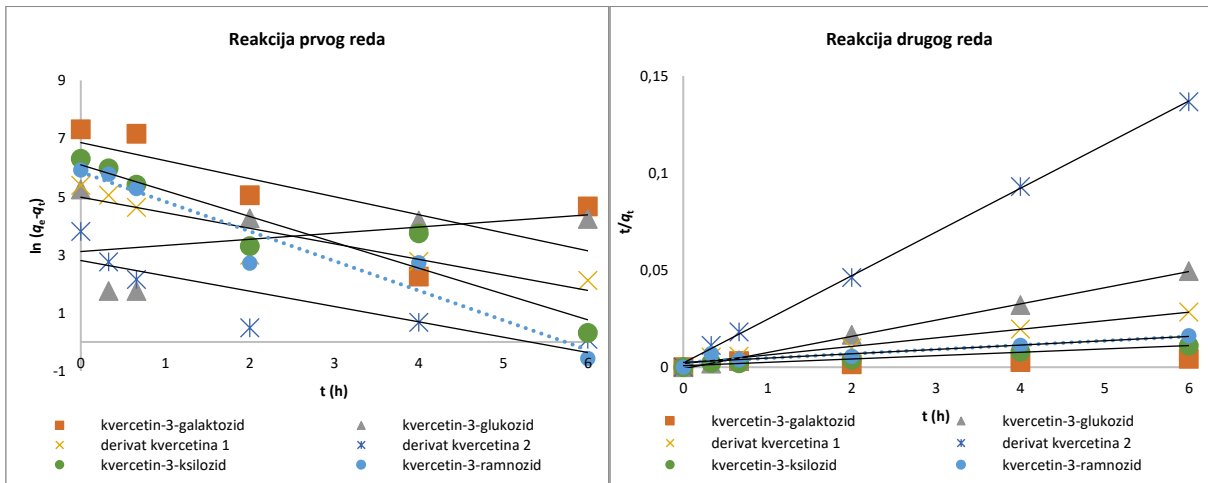 Reakcija prvog reda
9
7
5
3
1
-1
0
2
4
6
ln (qe-qt)
t (h)
kvercetin-3-galaktozid
kvercetin-3-glukozid
derivat kvercetina 1
derivat kvercetina 2
kvercetin-3-ksilozid
kvercetin-3-ramnozid
Reakcija drugog reda
0,15
0,1
0,05
0
0
1
2
3
4
5
6
t/qt
t (h)
kvercetin-3-galaktozid
kvercetin-3-glukozid
derivat kvercetina 1
derivat kvercetina 2
kvercetin-3-ksilozid
kvercetin-3-ramnozid